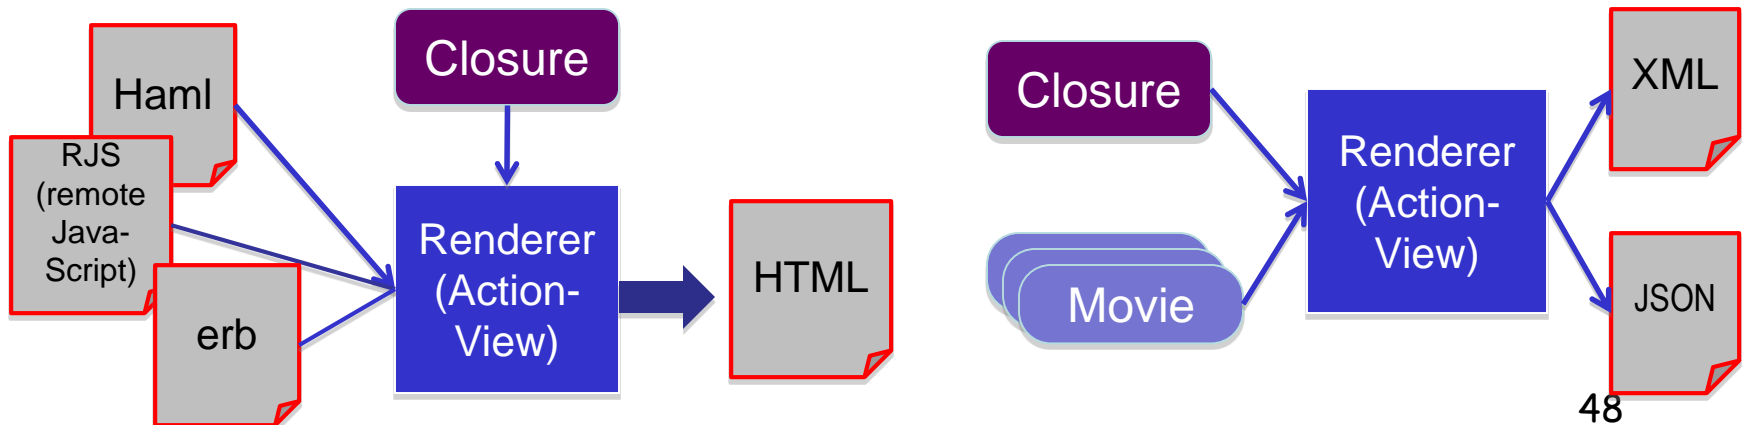 Haml
RJS
(remote
Java-
Script)
erb
Closure
Renderer
(Action-
View)
HTML
Closure
Movie
Renderer
(Action-
View)
XML
JSON
48